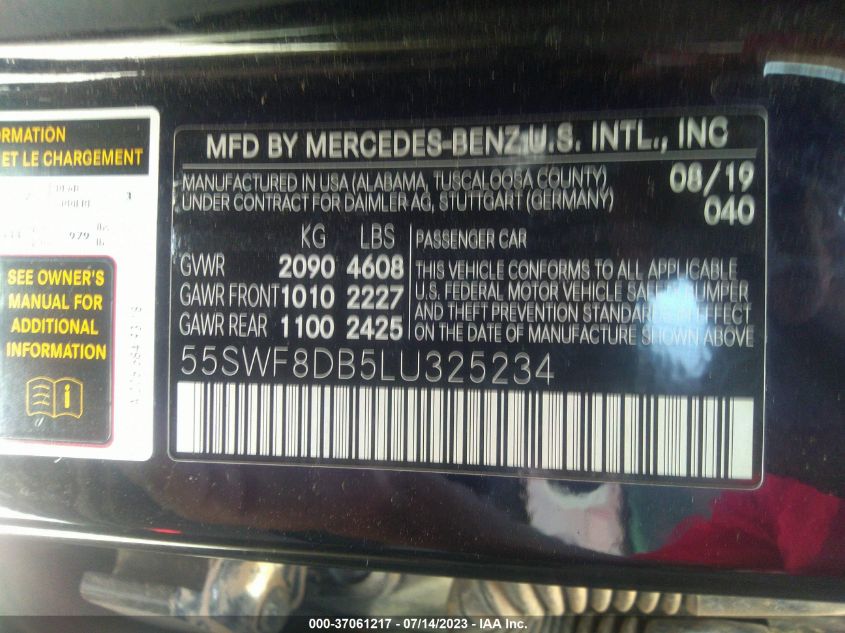 ORMATION
ET LE CHARGEMENT
979
SEE OWNER'S
MANUAL FOR
ADDITIONAL
INFORMATION
MFD BY MERCEDES-BENZ U.S. INTL., INC
MANUFACTURED IN USA (ALABAMA, TUSCALOOSA COUNTY)
UNDER CONTRACT FOR DAIMLER AG, STUTTGART (GERMANY)
08/19
040
KG LBS
GVWR 2090 4608
GAWR FRONT 1010 2227
GAWR REAR 1100 2425
PASSENGER CAR
THIS VEHICLE CONFORMS TO ALL APPLICABLE
U.S. FEDERAL MOTOR VEHICLE BUMPER
AND THEFT PREVENTION STANDARDS IN EFFECT
ON THE DATE OF MANUFACTURE SHOWN ABOVE
55SWF8DB5LU325234
000-37061217 - 07/14/2023 - IAA Inc.